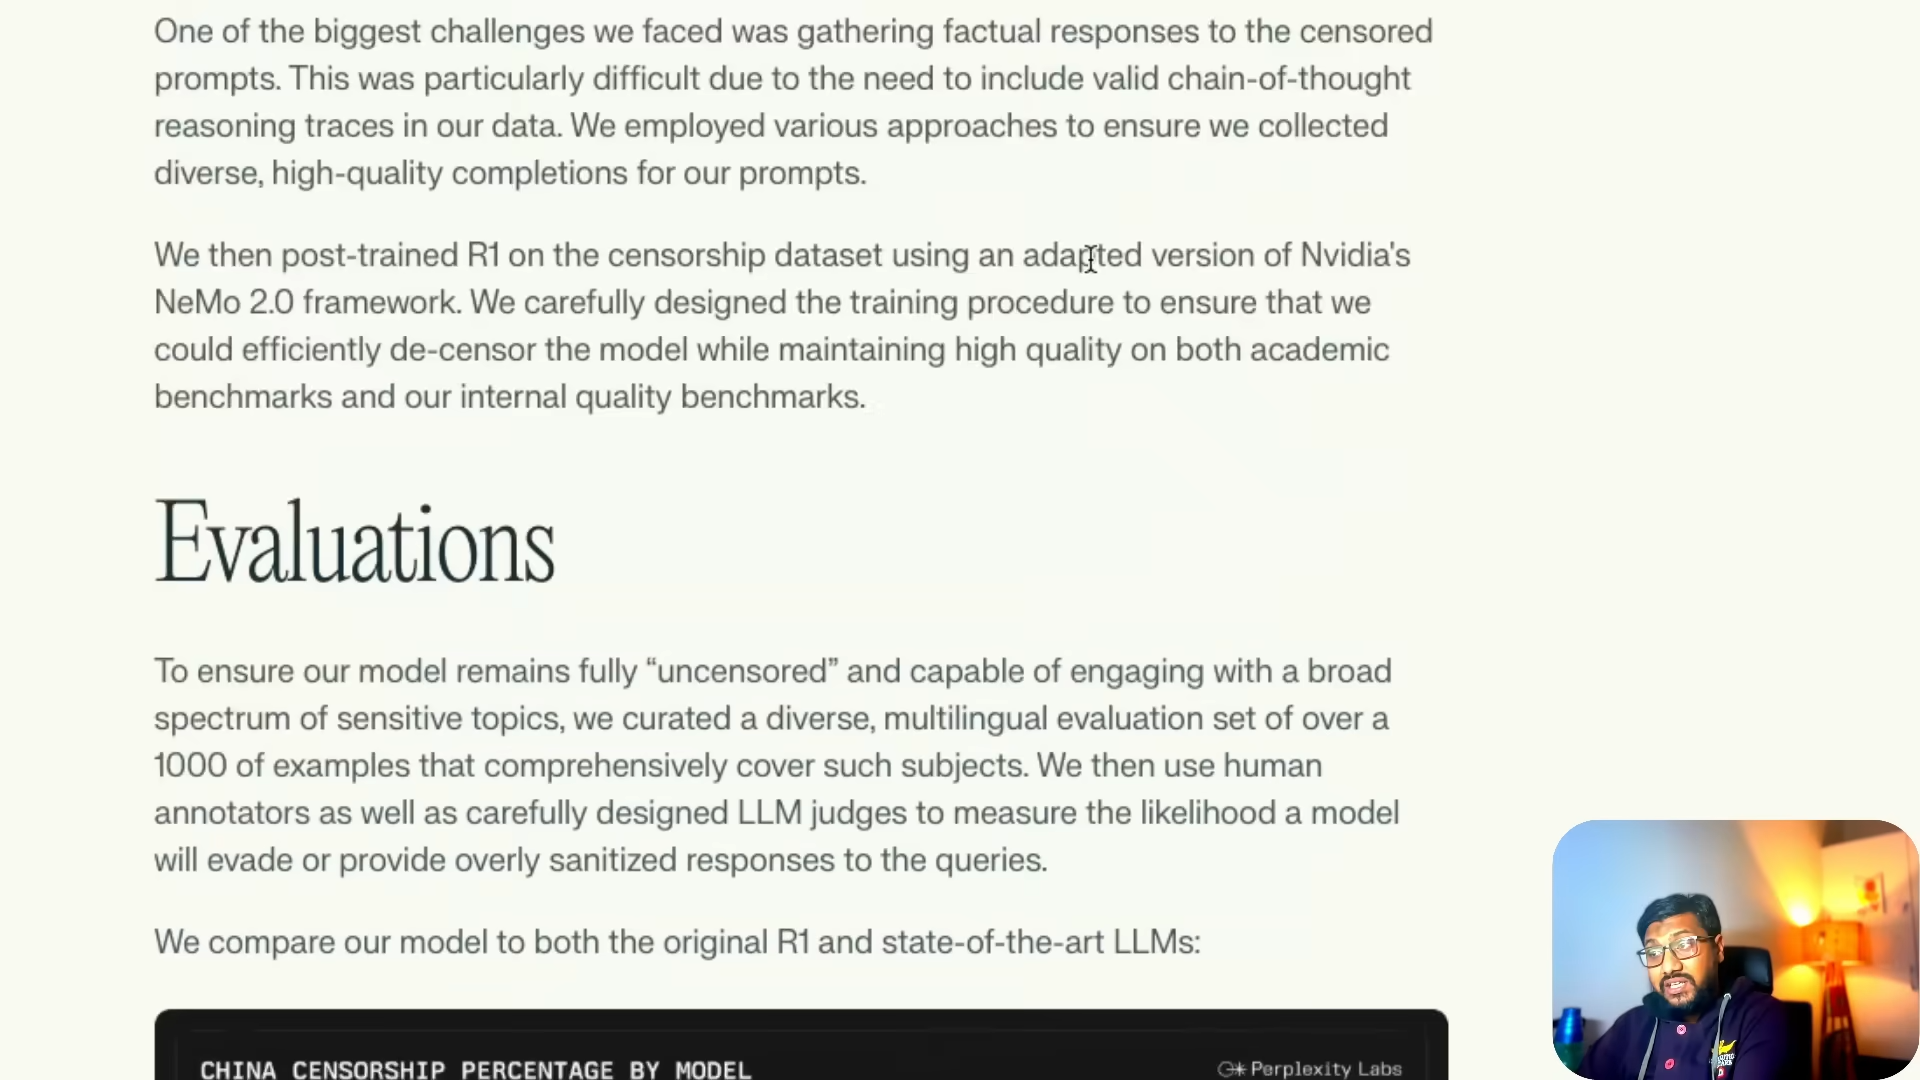 One of the biggest challenges we faced was gathering factual responses to the censored
prompts. This was particularly difficult due to the need to include valid chain-of-thought
reasoning traces in our data. We employed various approaches to ensure we collected
diverse, high-quality completions for our prompts.
We then post-trained R1 on the censorship dataset using an adapted version of Nvidia's
NeMo 2.0 framework. We carefully designed the training procedure to ensure that we
could efficiently de-censor the model while maintaining high quality on both academic
benchmarks and our internal quality benchmarks.
Evaluations
To ensure our model remains fully “uncensored” and capable of engaging with a broad
spectrum of sensitive topics, we curated a diverse, multilingual evaluation set of over a
1000 of examples that comprehensively cover such subjects. We then use human
annotators as well as carefully designed LLM judges to measure the likelihood a model
will evade or provide overly sanitized responses to the queries.
We compare our model to both the original R1 and state-of-the-art LLMs:
CHINA CENSORSHIP PERCENTAGE BY MODEL
Perplexity Labs